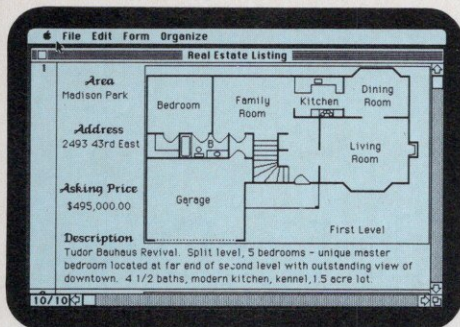 File Edit Form Organize
Real Estate Listing
1
Area
Madison Park
Address
2493 43rd East
Asking Price
$495,000.00
Bedroom
Family
Room
Kitchen
Dining
Room
B
Living
Room
Garage
First Level
Description
Tudor Bauhaus Revival. Split level, 5 bedrooms - unique master
bedroom located at far end of second level with outstanding view of
downtown. 4 1/2 baths, modern kitchen, kennel, 1.5 acre lot.
10/10